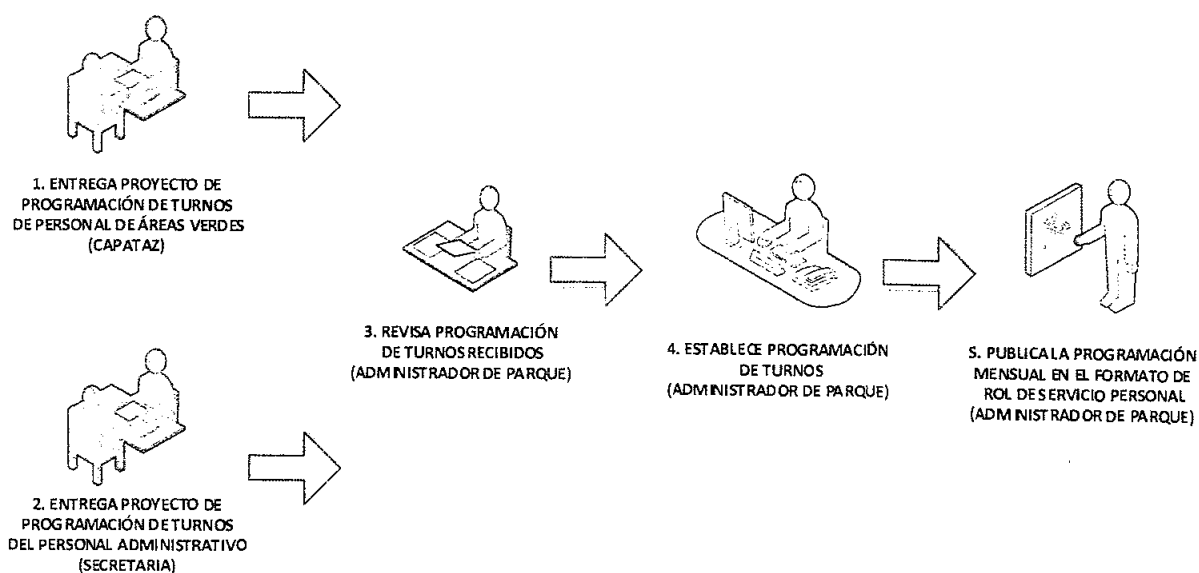 1. ENTREGA PROYECTO DE
PROGRAMACIÓN DE TURNOS
DE PERSONAL DE ÁREAS VERDES
(CAPATAZ)
2. ENTREGA PROYECTO DE
PROGRAMACIÓN DE TURNOS
DEL PERSONAL ADMINISTRATIVO
(SECRETARIA)
3. REVISA PROGRAMACIÓN
DE TURNOS RECIBIDOS
(ADMINISTRADOR DE PARQUE)
4. ESTABLECE PROGRAMACIÓN
DE TURNOS
(ADMINISTRADOR DE PARQUE)
5. PUBLICA LA PROGRAMACIÓN
MENSUAL EN EL FORMATO DE
ROL DE SERVICIO PERSONAL
(ADMINISTRADOR DE PARQUE)